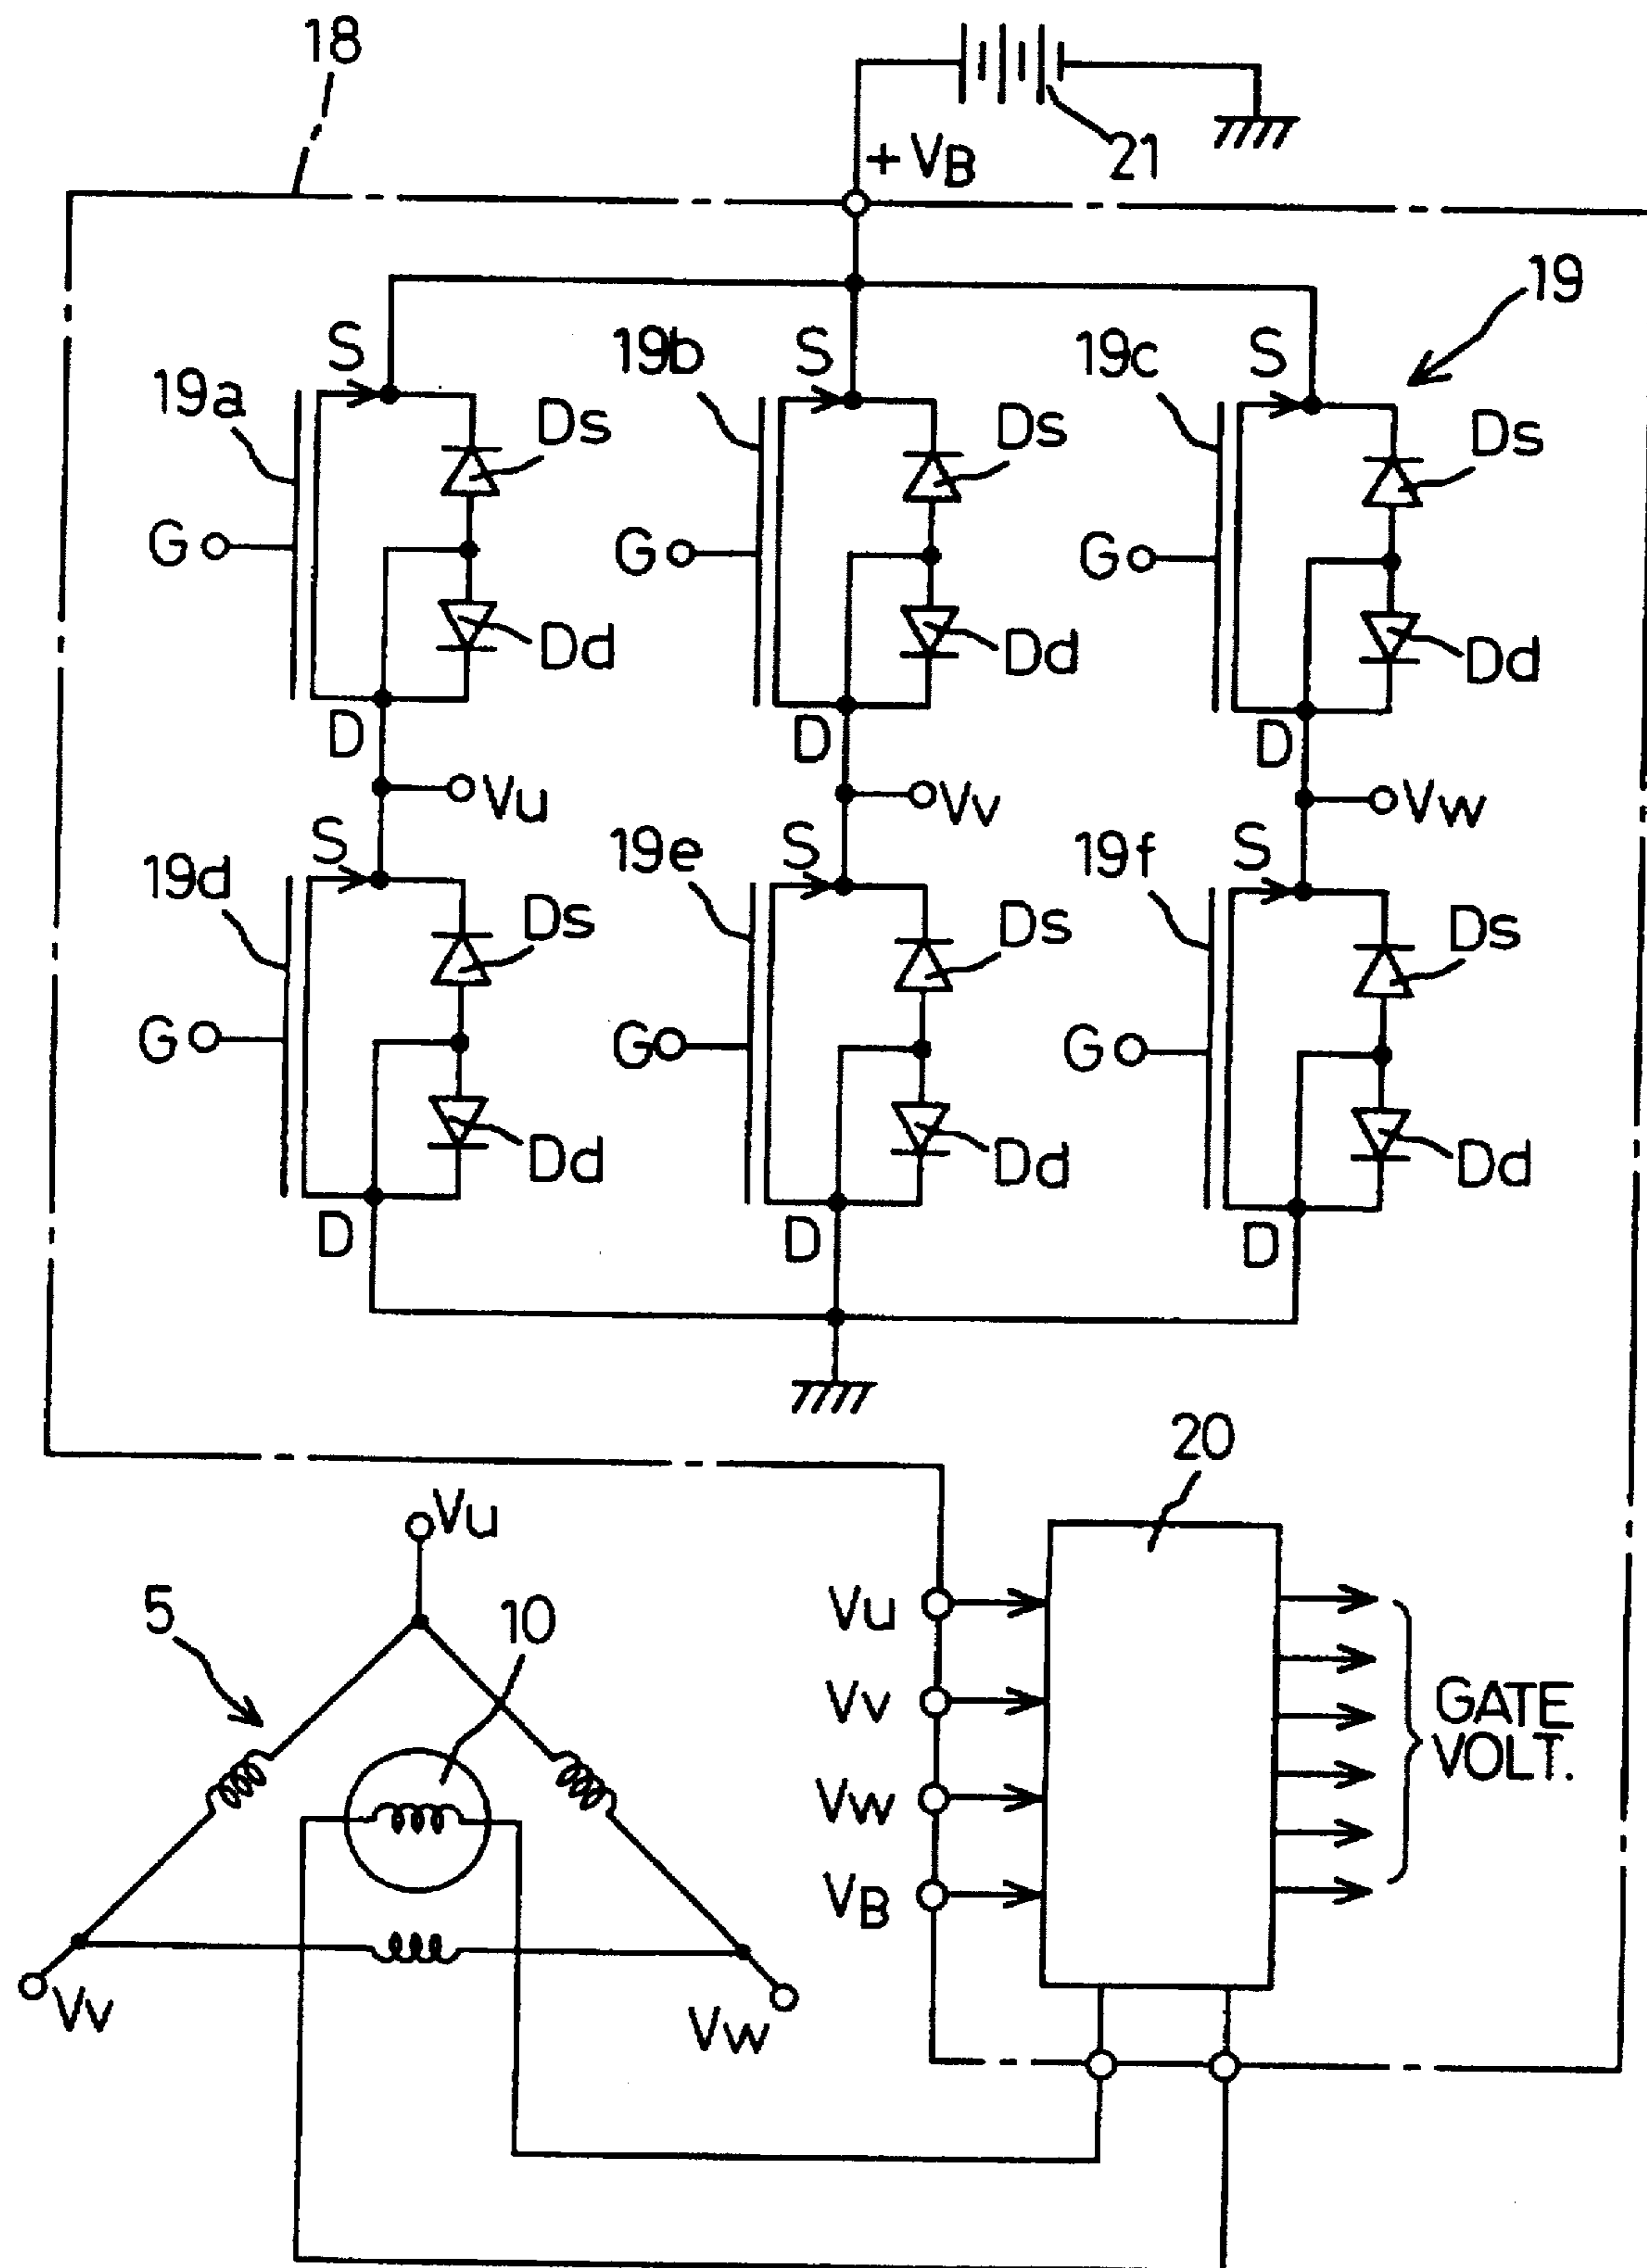 18
21
+ VB
19
S
19b
S
19c
S
19a
Ds
Ds
Ds
G
G
G
Dd
Dd
Dd
D
D
D
Vu
Vv
Vw
S
19e
S
19f
S
19d
Ds
Ds
Ds
G
G
G
Dd
Dd
Dd
D
D
D
20
Vu
5
10
Vu
Vv
GATE
VOLT.
Vw
VB
Vv
Vw